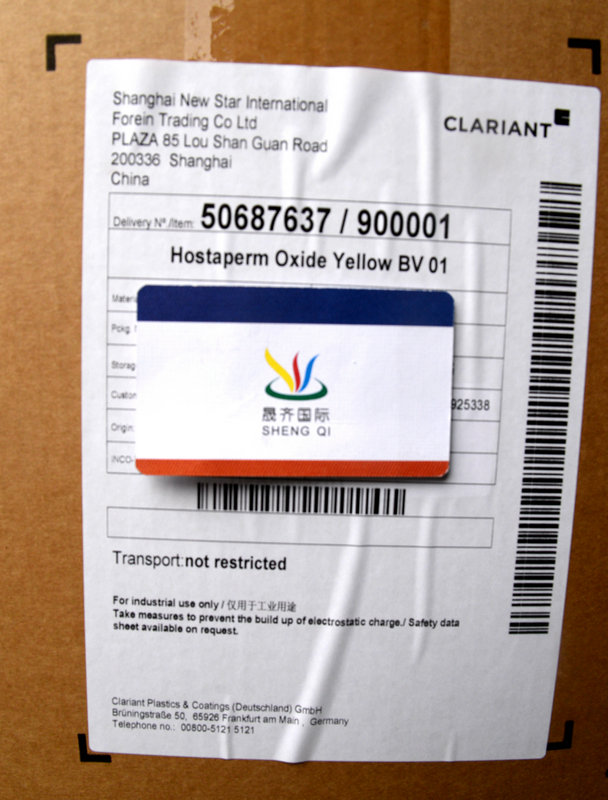 Shanghai New Star International
Forein Trading Co Ltd
PLAZA 85 Lou Shan Guan Road
200336 Shanghai
China
CLARIANT
Delivery Nº./Item: 50687637 / 900001
Hostaperm Oxide Yellow BV 01
Pckg.
925338
Origin:
晟齐国际
SHENG QI
Transport:not restricted
For industrial use only / 仅用于工业用途
Take measures to prevent the build up of electrostatic charge./ Safety data
sheet available on request.
Clariant Plastics & Coatings (Deutschland) GmbH
Brüningstraße 50, 65926 Frankfurt am Main , Germany
Telephone no.: 00800-5121 5121